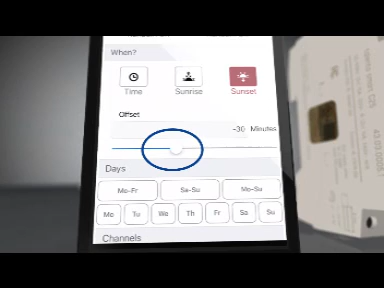 When?
Time Sunrise Sunset
Offset
-30 Minutes
Days
Mo-Fr Sa-Su Mo-Su
Mo Tu We Th Fr Sa Su
Channels